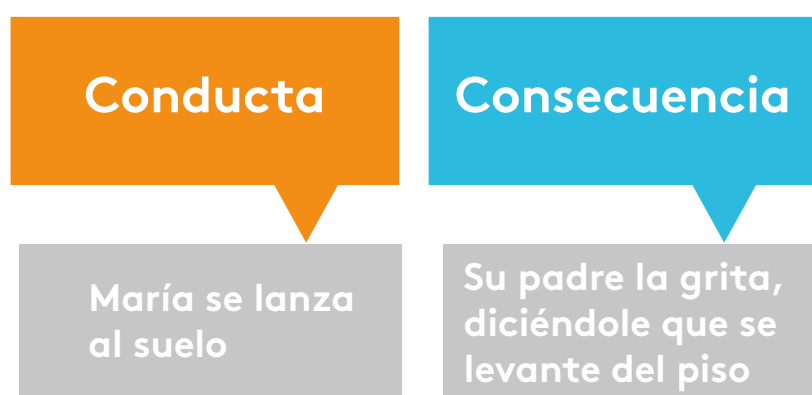 Conducta
Consecuencia
María se lanza
al suelo
Su padre la grita,
diciéndole que se
levante del piso